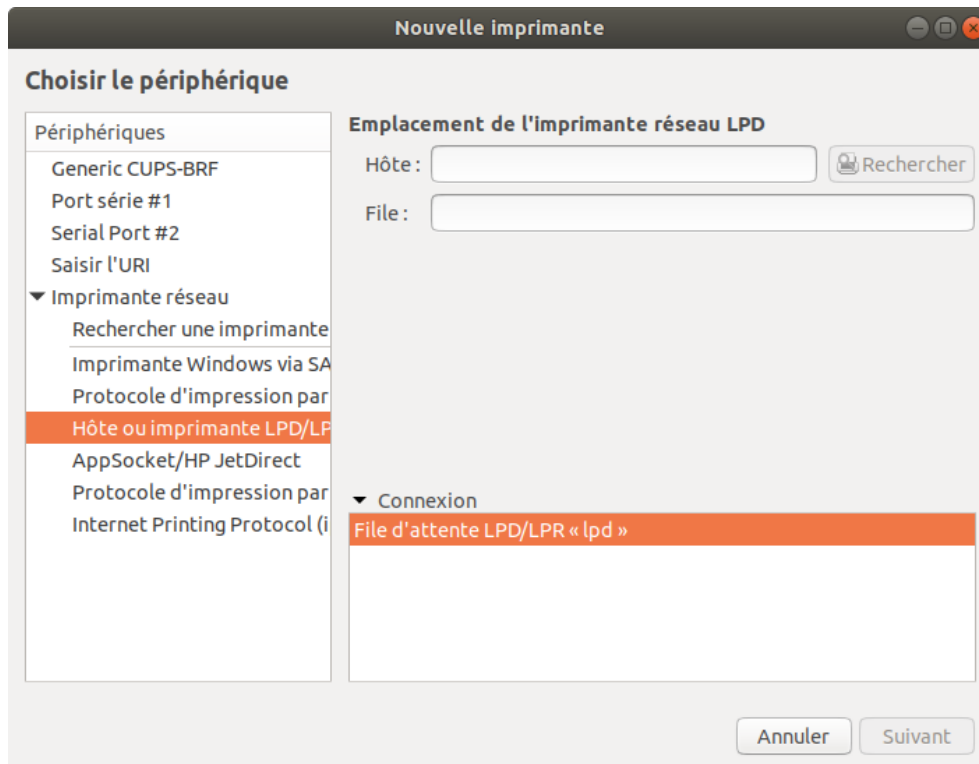 Nouvelle imprimante
Choisir le périphérique
Périphériques
Generic CUPS-BRF
Port série #1
Serial Port #2
Saisir l'URI
Imprimante réseau
Rechercher une imprimante
Imprimante Windows via SA
Protocole d'impression par
Hôte ou imprimante LPD/LP
AppSocket/HP JetDirect
Protocole d'impression par
Internet Printing Protocol (i
Emplacement de l'imprimante réseau LPD
Hôte : Rechercher
File :
Connexion
File d'attente LPD/LPR « lpd »
Annuler Suivant